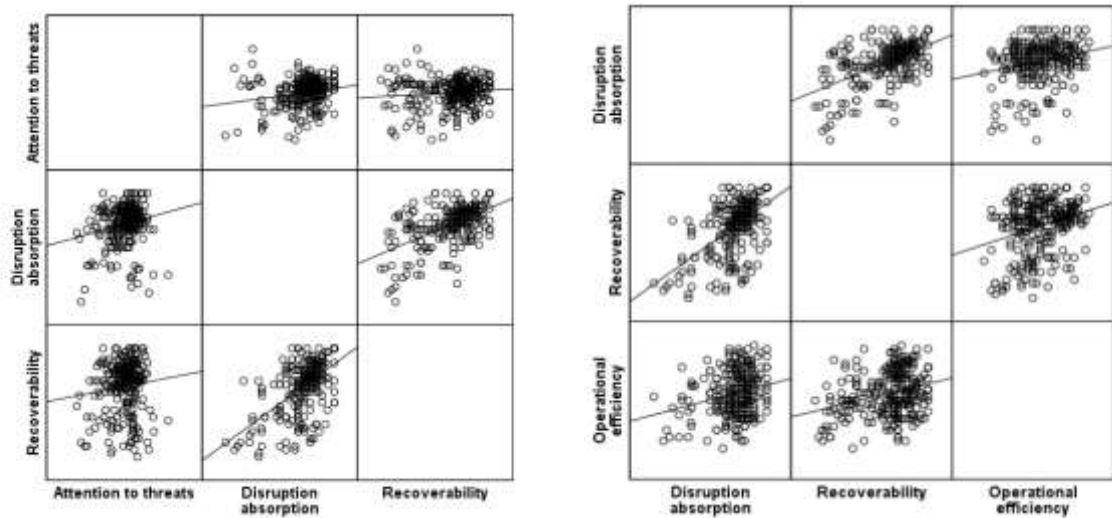 Attention to threats
Disruption
absorption
Recoverability
Attention to threats
Disruption
absorption
Recoverability
Disruption
absorption
Recoverability
Operational
efficiency
Disruption
absorption
Recoverability
Operational
efficiency